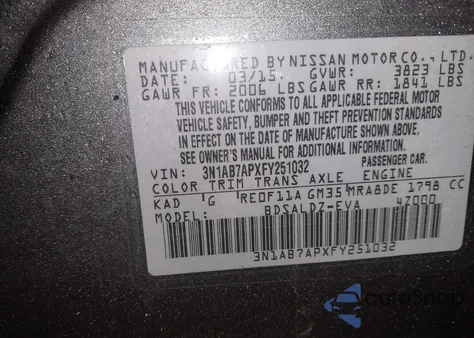 MANUFACTURED BY NISSAN MOTOR CO., LTD.
DATE: 03/15. GVWR: 3823 LBS
GAWR FR: 2006 LBS GAWR RR: 1841 LBS
THIS VEHICLE CONFORMS TO ALL APPLICABLE FEDERAL MOTOR
VEHICLE SAFETY, BUMPER AND THEFT PREVENTION STANDARDS
IN EFFECT ON THE DATE OF MANUFACTURE SHOWN ABOVE.
SEE OWNER'S MANUAL FOR ADDITIONAL INFORMATION.
VIN: 3N1AB7APXFY251032 PASSENGER CAR.
COLOR TRIM TRANS AXLE ENGINE
KAD G RE0F11A GM35 MRA8DE 1798 CC
MODEL: BDSALDZ-EVA 47000
3N1AB7APXFY251032
autoSnap